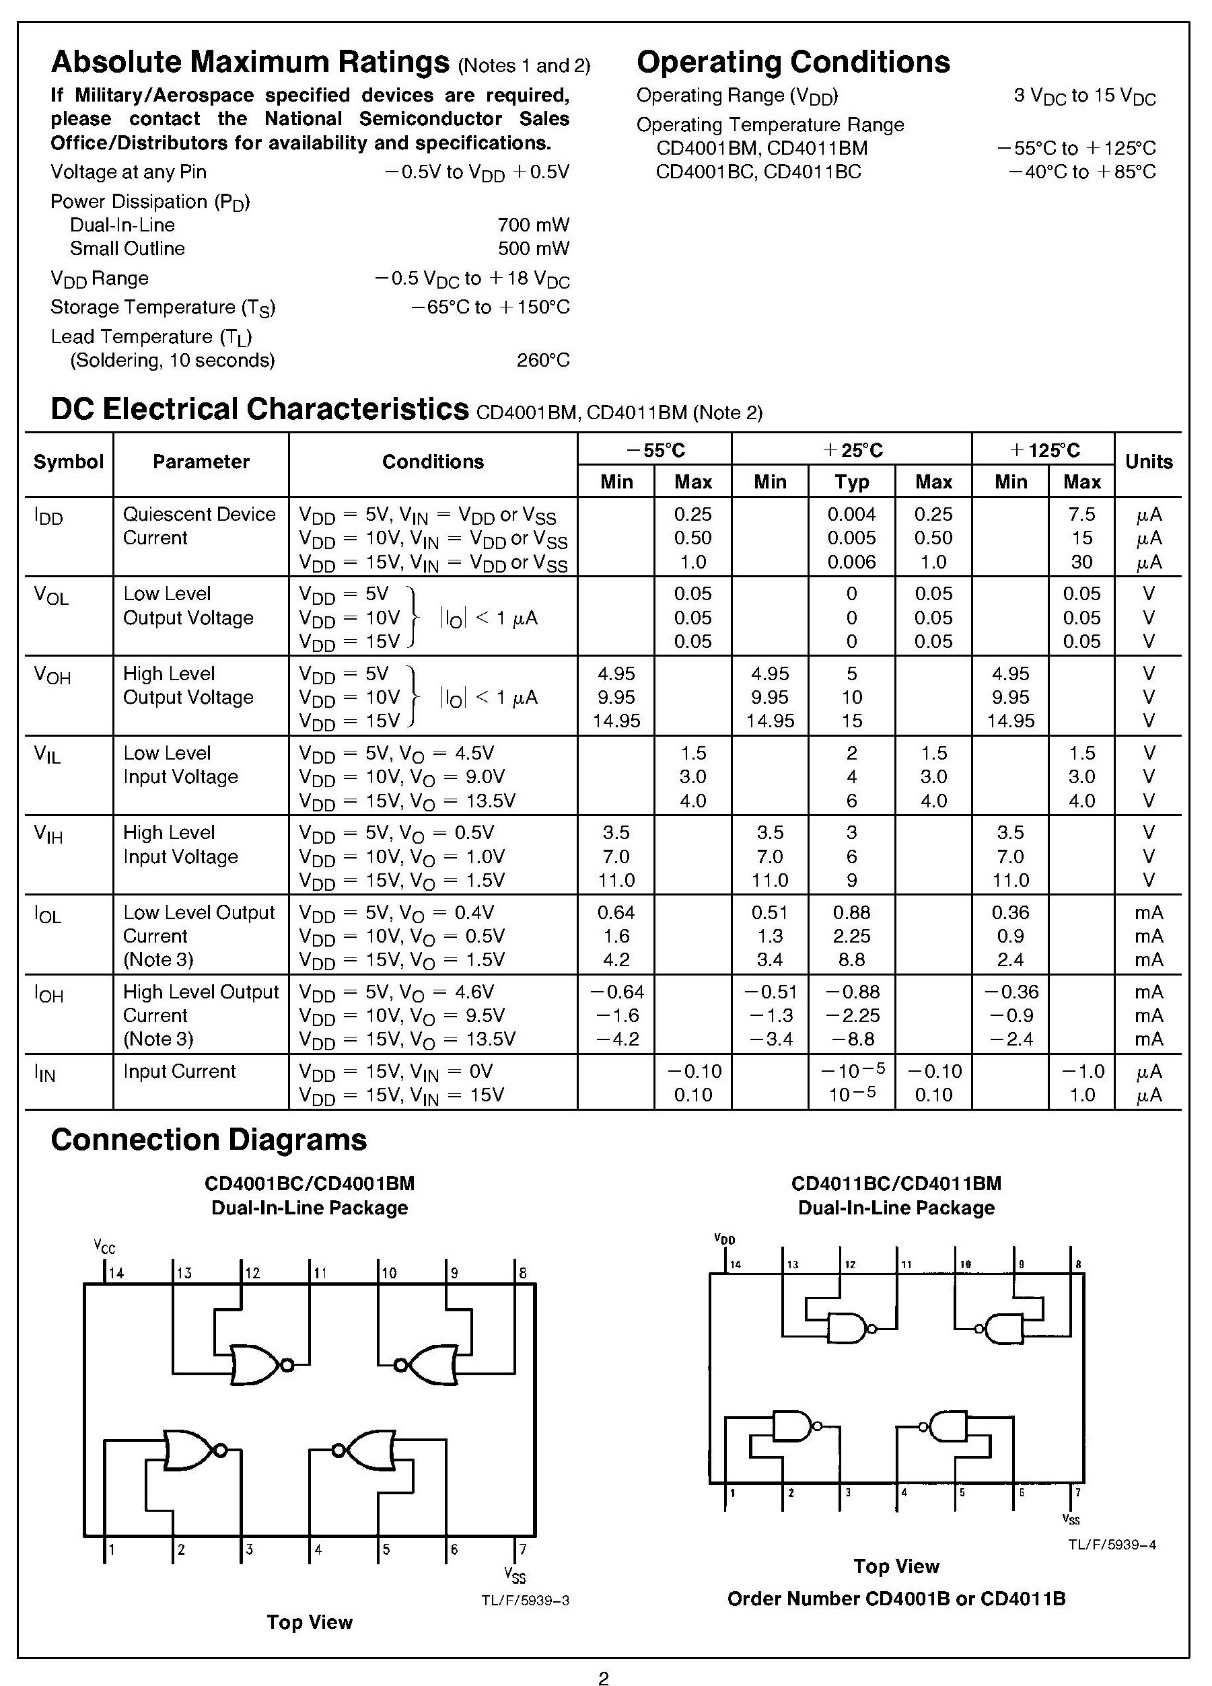 Absolute Maximum Ratings (Notes 1 and 2)
If Military/Aerospace specified devices are required,
please contact the National Semiconductor Sales
Office/Distributors for availability and specifications.
Voltage at any Pin −0.5V to VDD +0.5V
Power Dissipation (PD)
Dual-In-Line 700 mW
Small Outline 500 mW
VDD Range −0.5 VDC to +18 VDC
Storage Temperature (TS) −65°C to +150°C
Lead Temperature (TL)
(Soldering, 10 seconds) 260°C
Operating Conditions
Operating Range (VDD) 3 VDC to 15 VDC
Operating Temperature Range
CD4001BM, CD4011BM −55°C to +125°C
CD4001BC, CD4011BC −40°C to +85°C
DC Electrical Characteristics CD4001BM, CD4011BM (Note 2)
Symbol Parameter Conditions −55°C +25°C +125°C Units
Min Max Min Typ Max Min Max
IDD Quiescent Device VDD = 5V, VIN = VDD or VSS 0.25 0.004 0.25 7.5 μA
Current VDD = 10V, VIN = VDD or VSS 0.50 0.005 0.50 15 μA
VDD = 15V, VIN = VDD or VSS 1.0 0.006 1.0 30 μA
VOL Low Level VDD = 5V 0.05 0 0.05 0.05 V
Output Voltage VDD = 10V |IO| < 1 μA 0.05 0 0.05 0.05 V
VDD = 15V 0.05 0 0.05 0.05 V
VOH High Level VDD = 5V 4.95 4.95 5 4.95 V
Output Voltage VDD = 10V |IO| < 1 μA 9.95 9.95 10 9.95 V
VDD = 15V 14.95 14.95 15 14.95 V
VIL Low Level VDD = 5V, VO = 4.5V 1.5 2 1.5 1.5 V
Input Voltage VDD = 10V, VO = 9.0V 3.0 4 3.0 3.0 V
VDD = 15V, VO = 13.5V 4.0 6 4.0 4.0 V
VIH High Level VDD = 5V, VO = 0.5V 3.5 3.5 3 3.5 V
Input Voltage VDD = 10V, VO = 1.0V 7.0 7.0 6 7.0 V
VDD = 15V, VO = 1.5V 11.0 11.0 9 11.0 V
IOL Low Level Output VDD = 5V, VO = 0.4V 0.64 0.51 0.88 0.36 mA
Current VDD = 10V, VO = 0.5V 1.6 1.3 2.25 0.9 mA
(Note 3) VDD = 15V, VO = 1.5V 4.2 3.4 8.8 2.4 mA
IOH High Level Output VDD = 5V, VO = 4.6V −0.64 −0.51 −0.88 −0.36 mA
Current VDD = 10V, VO = 9.5V −1.6 −1.3 −2.25 −0.9 mA
(Note 3) VDD = 15V, VO = 13.5V −4.2 −3.4 −8.8 −2.4 mA
IIN Input Current VDD = 15V, VIN = 0V −0.10 −10−5 −0.10 −1.0 μA
VDD = 15V, VIN = 15V 0.10 10−5 0.10 1.0 μA
Connection Diagrams
CD4001BC/CD4001BM
Dual-In-Line Package
VCC
14 13 12 11 10 9 8
1 2 3 4 5 6 7
VSS
TL/F/5939–3
Top View
CD4011BC/CD4011BM
Dual-In-Line Package
VDD
14 13 12 11 10 9 8
1 2 3 4 5 6 7
VSS
TL/F/5939–4
Top View
Order Number CD4001B or CD4011B
2